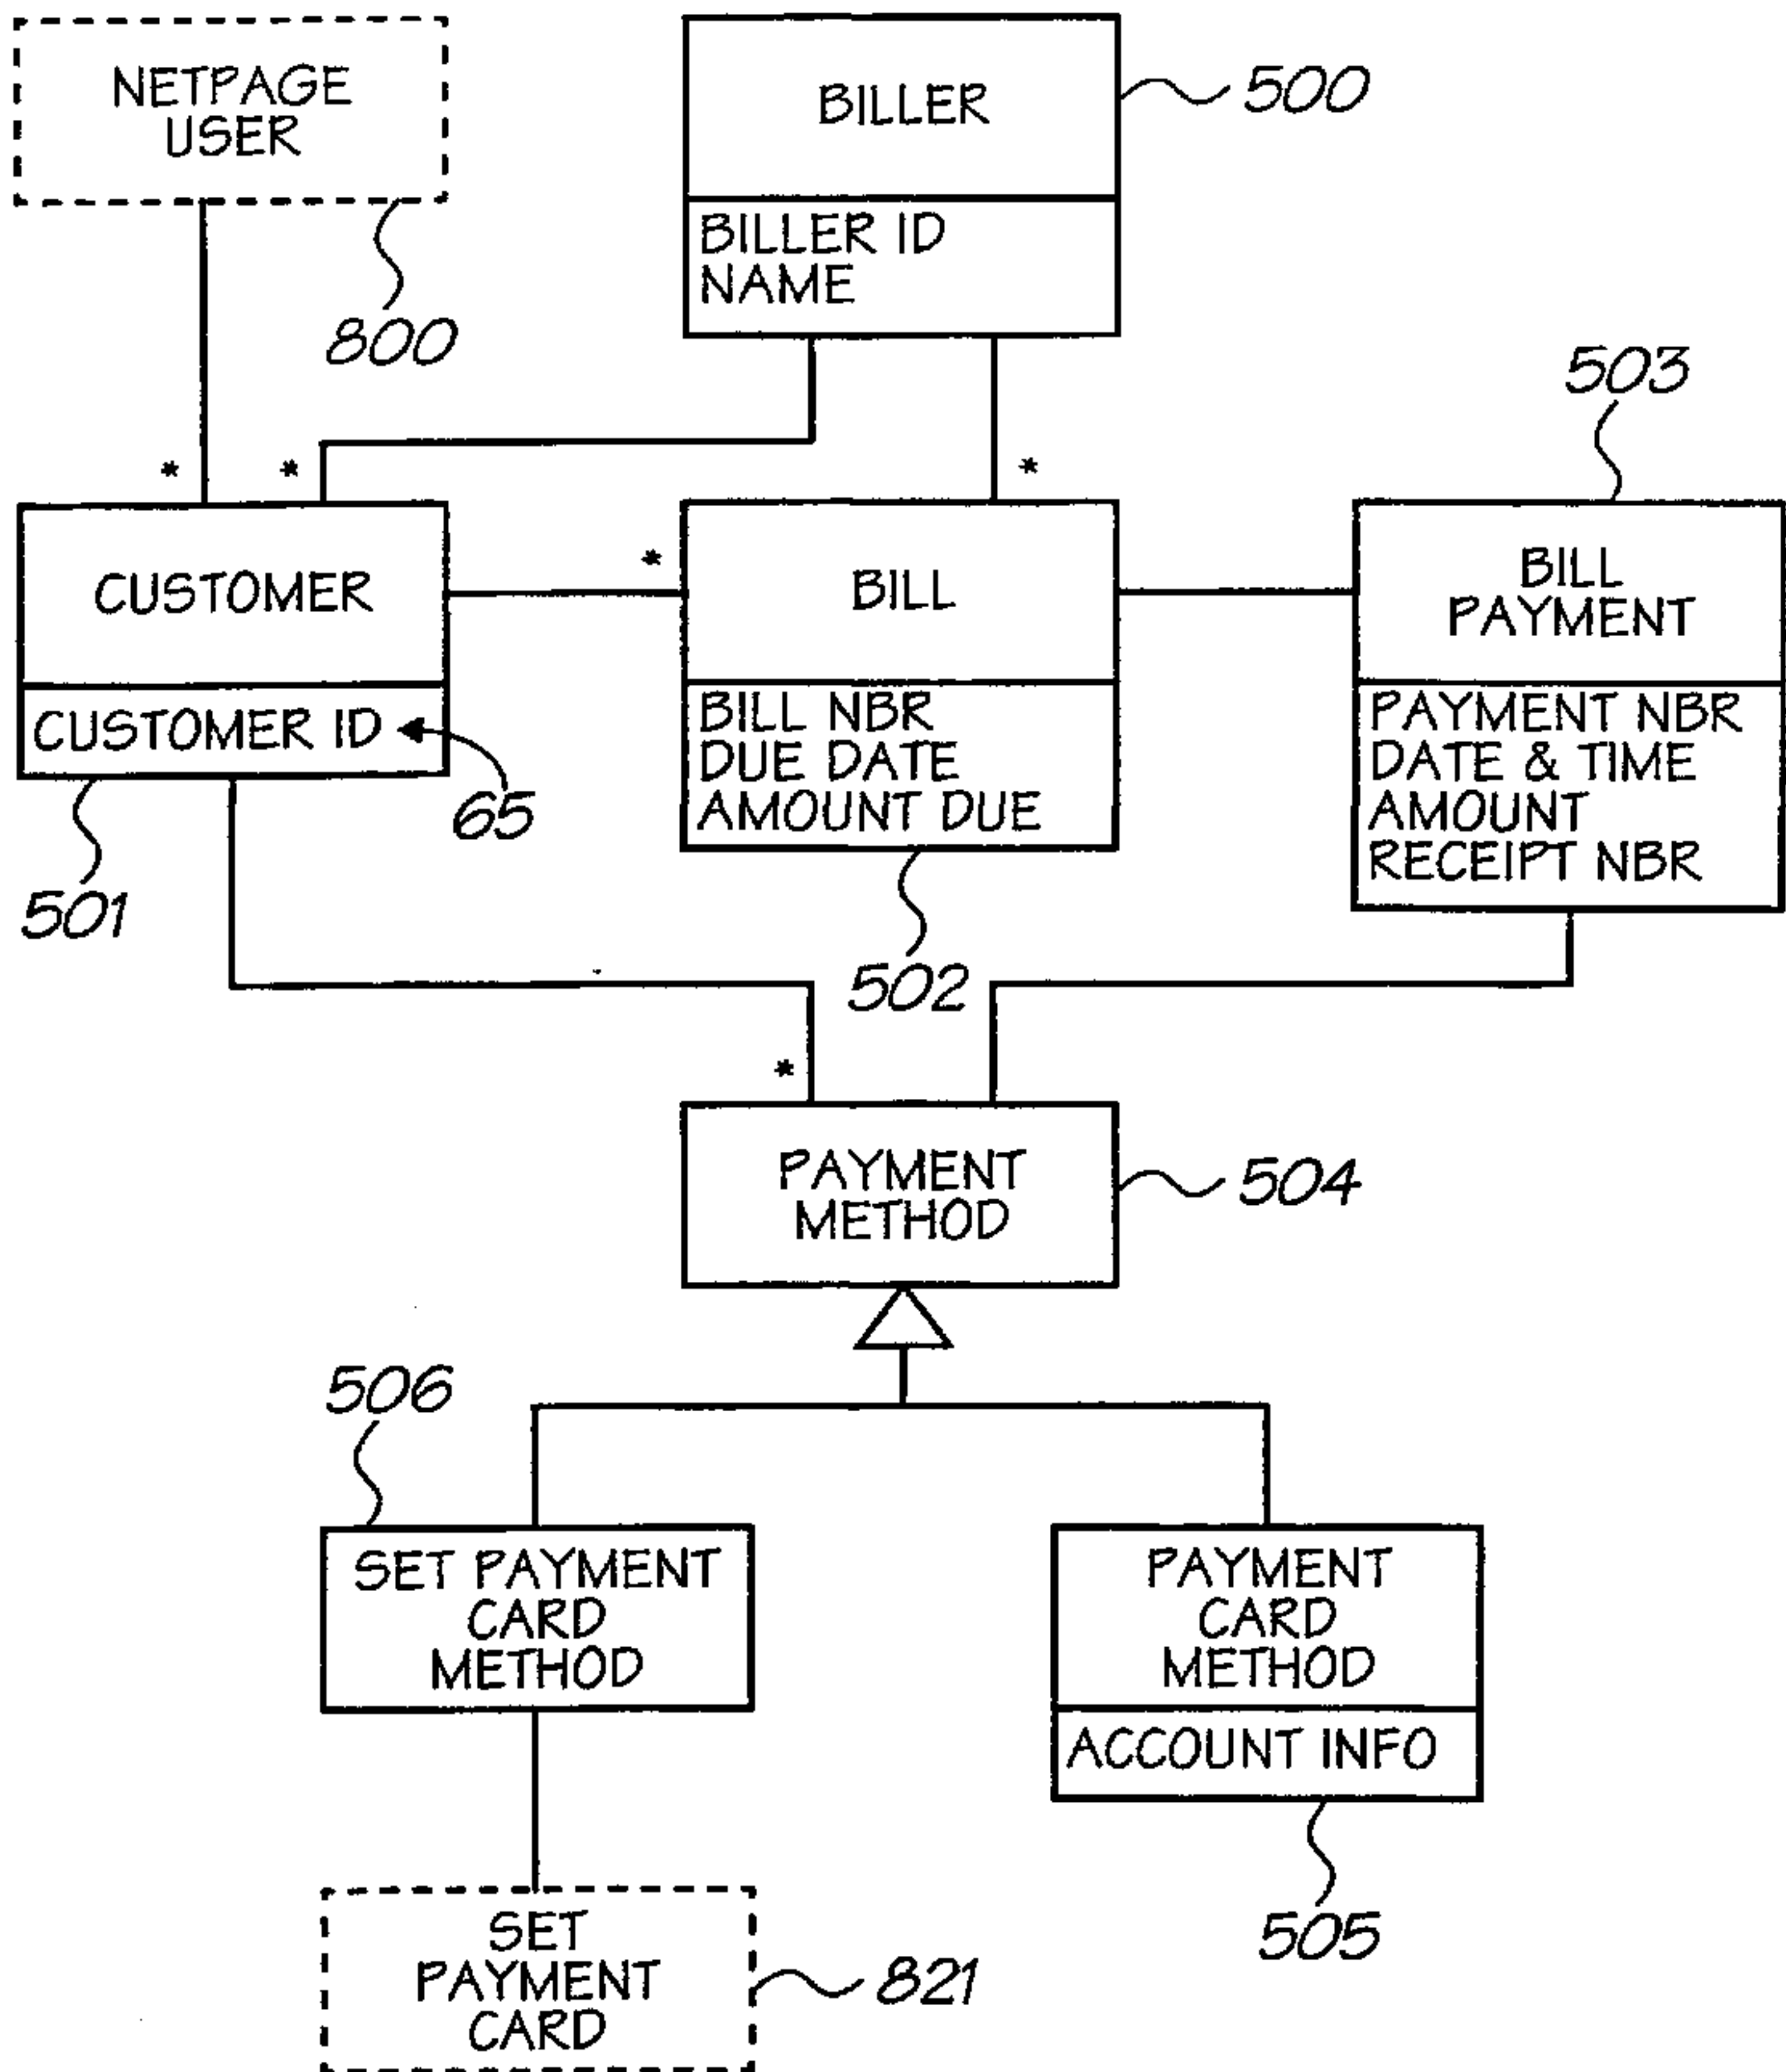 NETPAGE
USER
800
BILLER
500
BILLER ID
NAME
503
*
*
*
CUSTOMER
CUSTOMER ID
65
501
*
BILL
BILL NBR
DUE DATE
AMOUNT DUE
502
BILL
PAYMENT
PAYMENT NBR
DATE & TIME
AMOUNT
RECEIPT NBR
*
PAYMENT
METHOD
504
506
SET PAYMENT
CARD
METHOD
PAYMENT
CARD
METHOD
ACCOUNT INFO
505
SET
PAYMENT
CARD
821